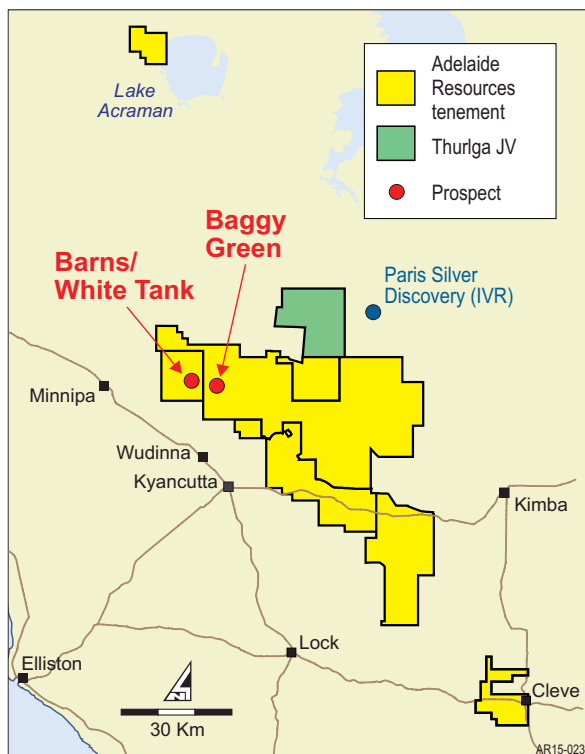 Lake
Acraman
Adelaide
Resources
tenement
Thurlga JV
Prospect
Baggy
Green
Barns/
White Tank
Paris Silver
Discovery (IVR)
Minnipa
Wudinna
Kyancutta
Kimba
Lock
Elliston
Cleve
30 Km
AR15-023